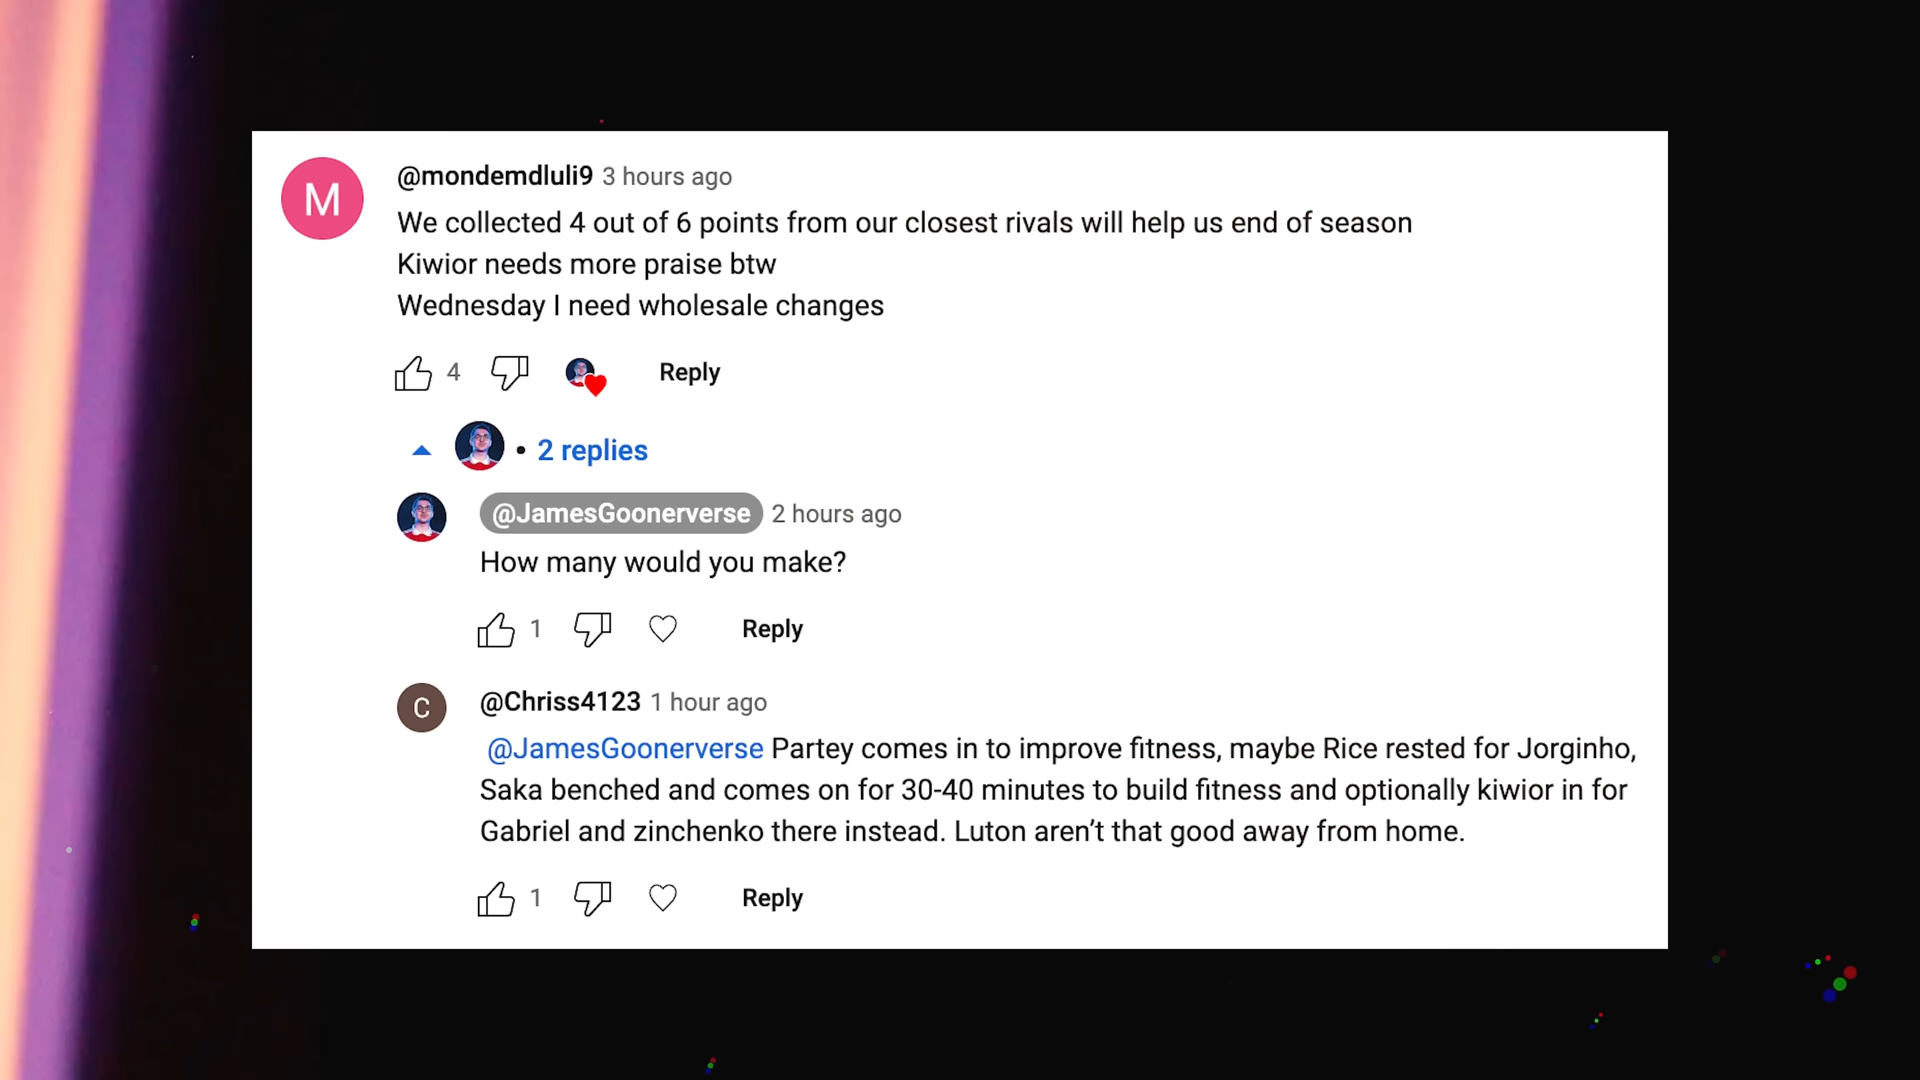 M
@mondemdluli9 3 hours ago
We collected 4 out of 6 points from our closest rivals will help us end of season
Kiwior needs more praise btw
Wednesday I need wholesale changes
4 Reply
• 2 replies
@JamesGoonerverse 2 hours ago
How many would you make?
1 Reply
C
@Chriss4123 1 hour ago
@JamesGoonerverse Partey comes in to improve fitness, maybe Rice rested for Jorginho,
Saka benched and comes on for 30-40 minutes to build fitness and optionally kiwior in for
Gabriel and zinchenko there instead. Luton aren’t that good away from home.
1 Reply